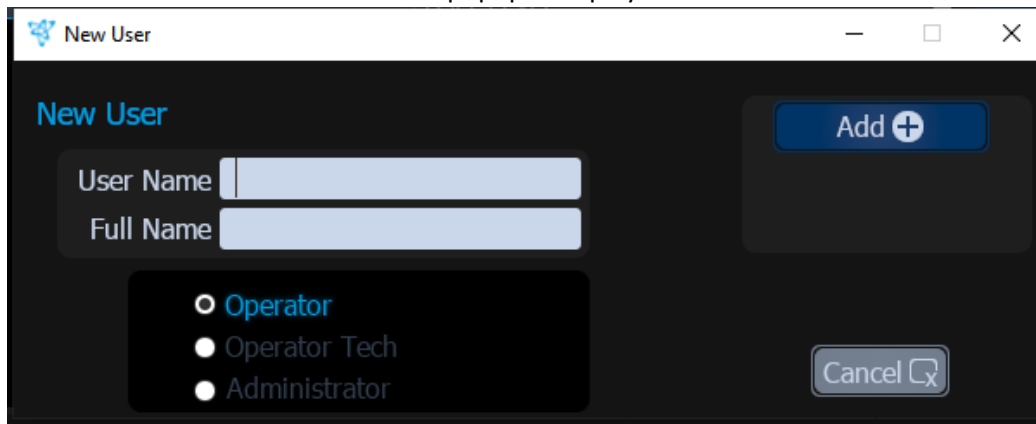 New User
New User
Add
User Name
Full Name
Operator
Operator Tech
Administrator
Cancel